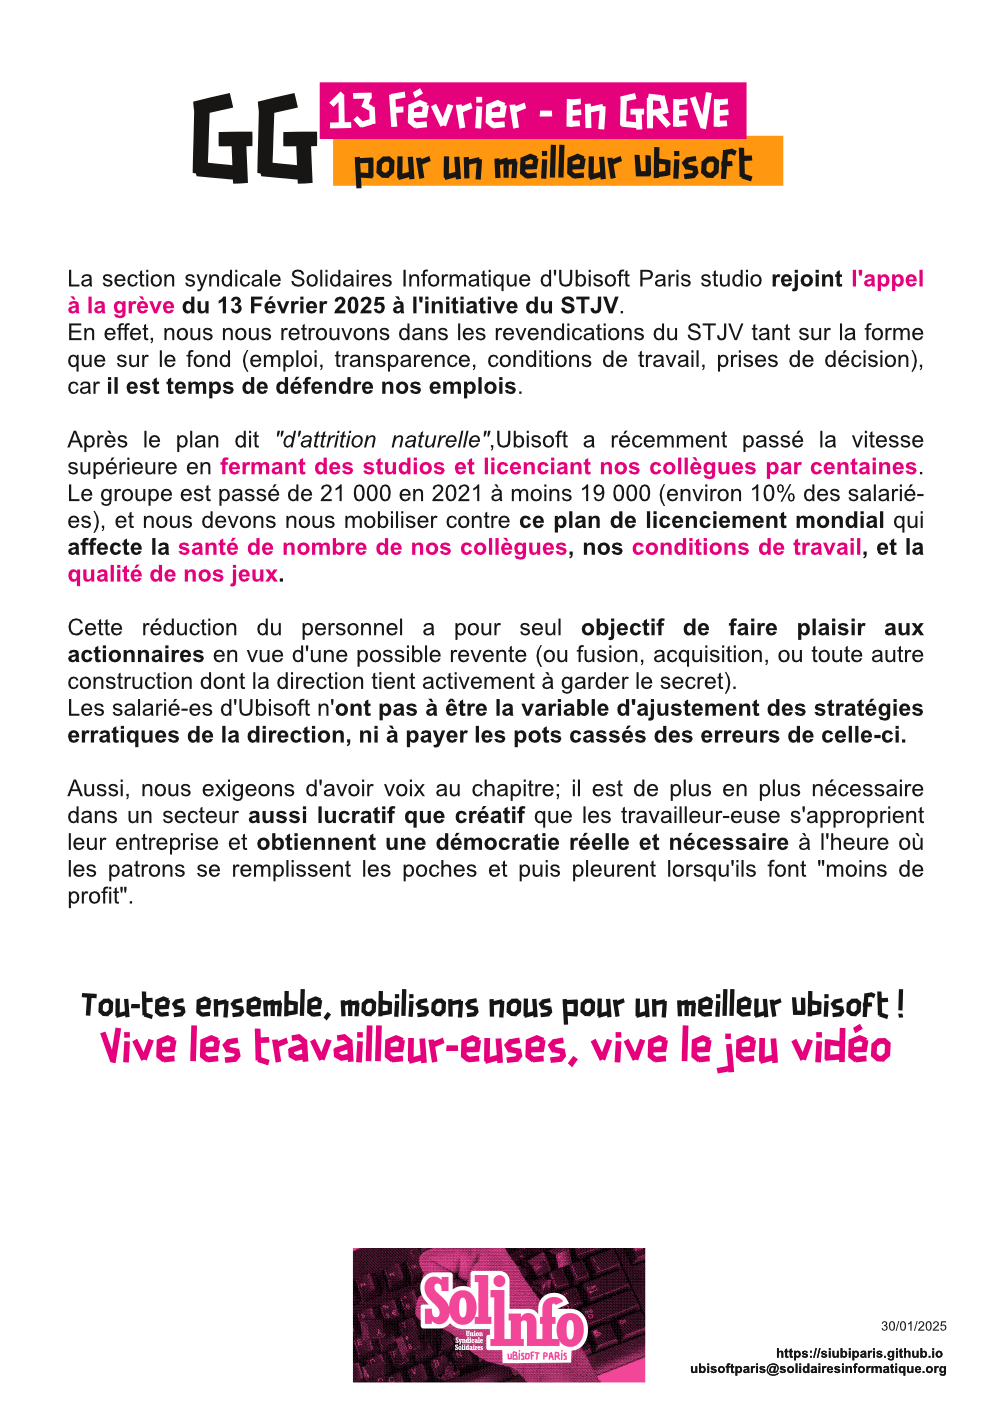 GG
13 Février - En GREVE
pour un meilleur ubisoft
La section syndicale Solidaires Informatique d'Ubisoft Paris studio rejoint l'appel
à la grève du 13 Février 2025 à l'initiative du STJV.
En effet, nous nous retrouvons dans les revendications du STJV tant sur la forme
que sur le fond (emploi, transparence, conditions de travail, prises de décision),
car il est temps de défendre nos emplois.
Après le plan dit "d'attrition naturelle",Ubisoft a récemment passé la vitesse
supérieure en fermant des studios et licenciant nos collègues par centaines.
Le groupe est passé de 21 000 en 2021 à moins 19 000 (environ 10% des salarié-
es), et nous devons nous mobiliser contre ce plan de licenciement mondial qui
affecte la santé de nombre de nos collègues, nos conditions de travail, et la
qualité de nos jeux.
Cette réduction du personnel a pour seul objectif de faire plaisir aux
actionnaires en vue d'une possible revente (ou fusion, acquisition, ou toute autre
construction dont la direction tient activement à garder le secret).
Les salarié-es d'Ubisoft n'ont pas à être la variable d'ajustement des stratégies
erratiques de la direction, ni à payer les pots cassés des erreurs de celle-ci.
Aussi, nous exigeons d'avoir voix au chapitre; il est de plus en plus nécessaire
dans un secteur aussi lucratif que créatif que les travailleur-euse s'approprient
leur entreprise et obtiennent une démocratie réelle et nécessaire à l'heure où
les patrons se remplissent les poches et puis pleurent lorsqu'ils font "moins de
profit".
Tou-tes ensemble, mobilisons nous pour un meilleur ubisoft !
Vive les travailleur-euses, vive le jeu vidéo
Sol Info
Union
Syndicale
Solidaires
uBisoFT PARis
30/01/2025
https://siubiparis.github.io
ubisoftparis@solidairesinformatique.org